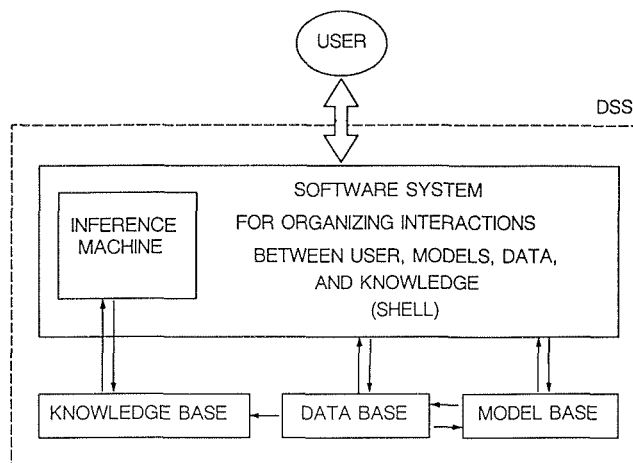 USER
DSS
SOFTWARE SYSTEM
FOR ORGANIZING INTERACTIONS
BETWEEN USER, MODELS, DATA,
AND KNOWLEDGE
(SHELL)
INFERENCE
MACHINE
KNOWLEDGE BASE
DATA BASE
MODEL BASE